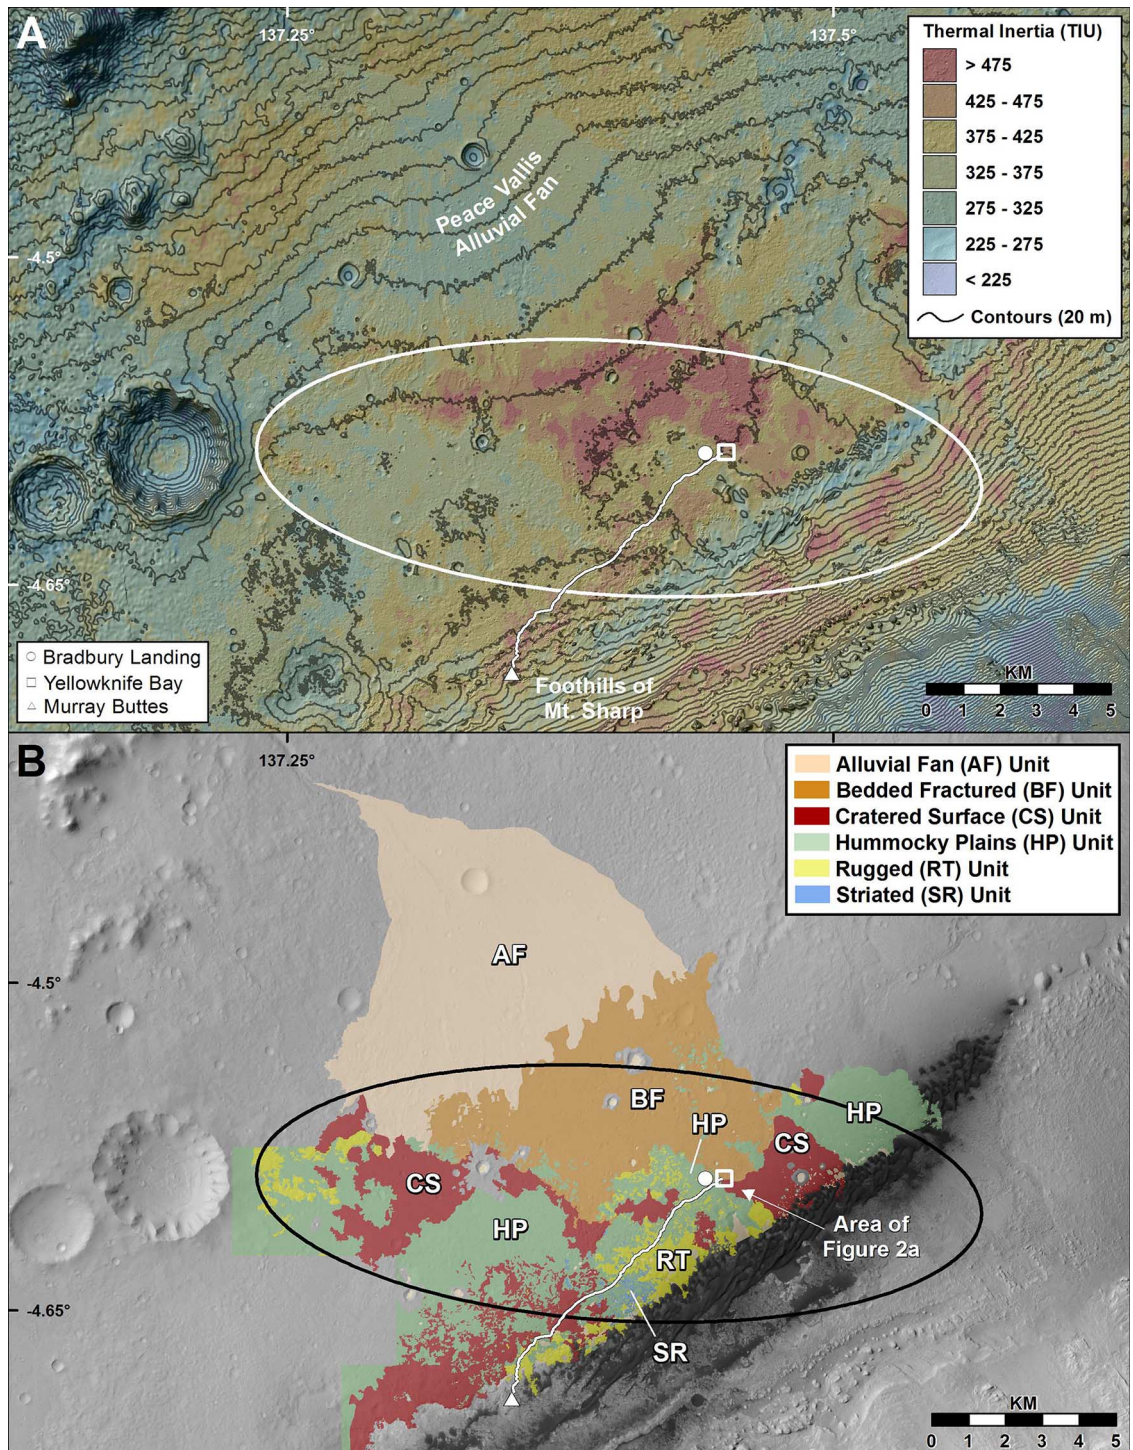 A
137.25°
137.5°
Thermal Inertia (TIU)
> 475
425 - 475
375 - 425
325 - 375
275 - 325
225 - 275
< 225
Contours (20 m)
Peace Vallis
Alluvial Fan
-4.5°
-4.65°
Bradbury Landing
Yellowknife Bay
Murray Buttes
Foothills of
Mt. Sharp
KM
0 1 2 3 4 5
B
137.25°
Alluvial Fan (AF) Unit
Bedded Fractured (BF) Unit
Cratered Surface (CS) Unit
Hummocky Plains (HP) Unit
Rugged (RT) Unit
Striated (SR) Unit
AF
-4.5°
BF
HP
HP
CS
CS
HP
Area of
Figure 2a
RT
-4.65°
SR
KM
0 1 2 3 4 5